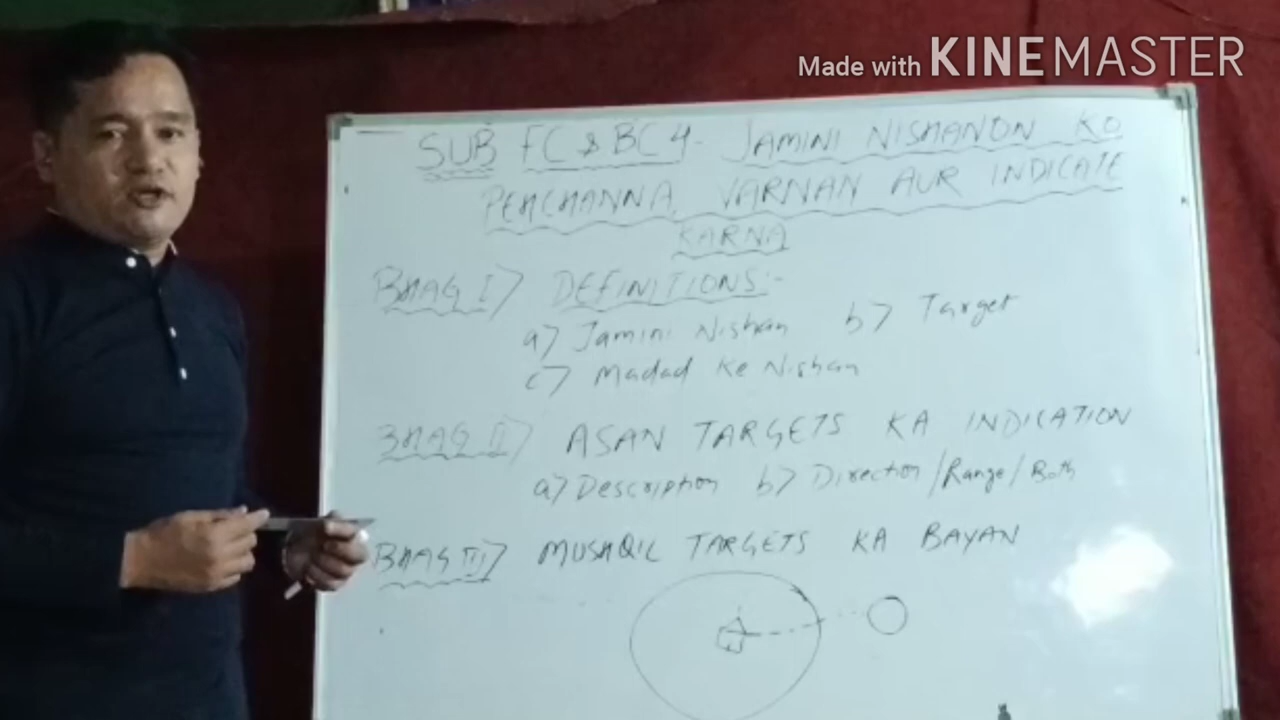 Made with KINEMASTER
SUB FC & BC 4- JAMINI NISHANON KO
PEHCHANNA, VARNAN AUR INDICATE
KARNA
BHAG I> DEFINITIONS:-
a> Jamini Nishan b> Target
c> Madad Ke Nishan
BHAG II> ASAN TARGETS KA INDICATION
a> Description b> Direction/Range/Both
BHAG III> MUSHQIL TARGETS KA BAYAN